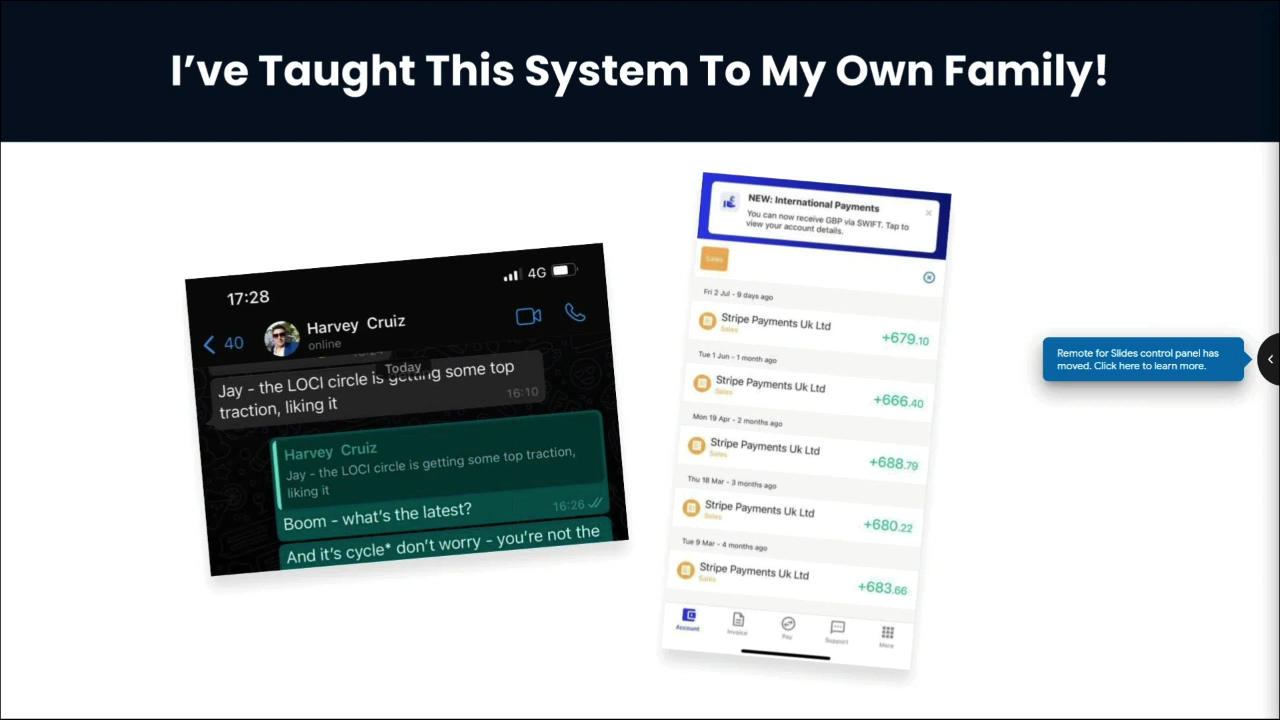 I’ve Taught This System To My Own Family!
17:28
4G
40
Harvey Cruiz
online
Today
Jay - the LOCI circle is getting some top
traction, liking it
16:10
Harvey Cruiz
Jay - the LOCI circle is getting some top traction,
liking it
Boom - what's the latest?
16:26
And it's cycle* don't worry - you're not the
NEW: International Payments
You can now receive GBP via SWIFT. Tap to
view your account details.
Sales
Fri 2 Jul - 9 days ago
Stripe Payments Uk Ltd
Sales
+679.10
Tue 1 Jun - 1 month ago
Stripe Payments Uk Ltd
Sales
+666.40
Mon 19 Apr - 2 months ago
Stripe Payments Uk Ltd
Sales
+688.79
Thu 18 Mar - 3 months ago
Stripe Payments Uk Ltd
Sales
+680.22
Tue 9 Mar - 4 months ago
Stripe Payments Uk Ltd
Sales
+683.66
Account
Invoice
Pay
Support
More
Remote for Slides control panel has
moved. Click here to learn more.